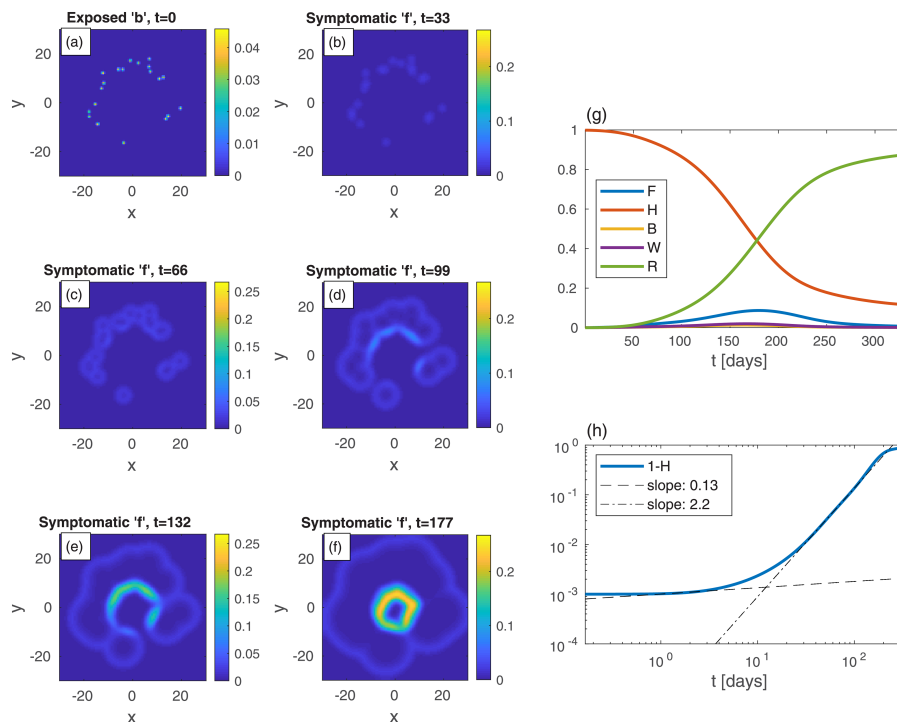 Exposed 'b', t=0
(a)
20
0
-20
y
-20
0
20
x
0.04
0.03
0.02
0.01
0
Symptomatic 'f', t=33
(b)
20
0
-20
y
-20
0
20
x
0.2
0.1
0
Symptomatic 'f', t=66
(c)
20
0
-20
y
-20
0
20
x
0.25
0.2
0.15
0.1
0.05
0
Symptomatic 'f', t=99
(d)
20
0
-20
y
-20
0
20
x
0.2
0.1
0
Symptomatic 'f', t=132
(e)
20
0
-20
y
-20
0
20
x
0.25
0.2
0.15
0.1
0.05
0
Symptomatic 'f', t=177
(f)
20
0
-20
y
-20
0
20
x
0.2
0.1
0
(g)
1
0.8
0.6
0.4
0.2
0
F
H
B
W
R
50
100
150
200
250
300
t [days]
(h)
10^0
10^-1
10^-2
10^-3
10^-4
1-H
slope: 0.13
slope: 2.2
10^0
10^1
10^2
t [days]